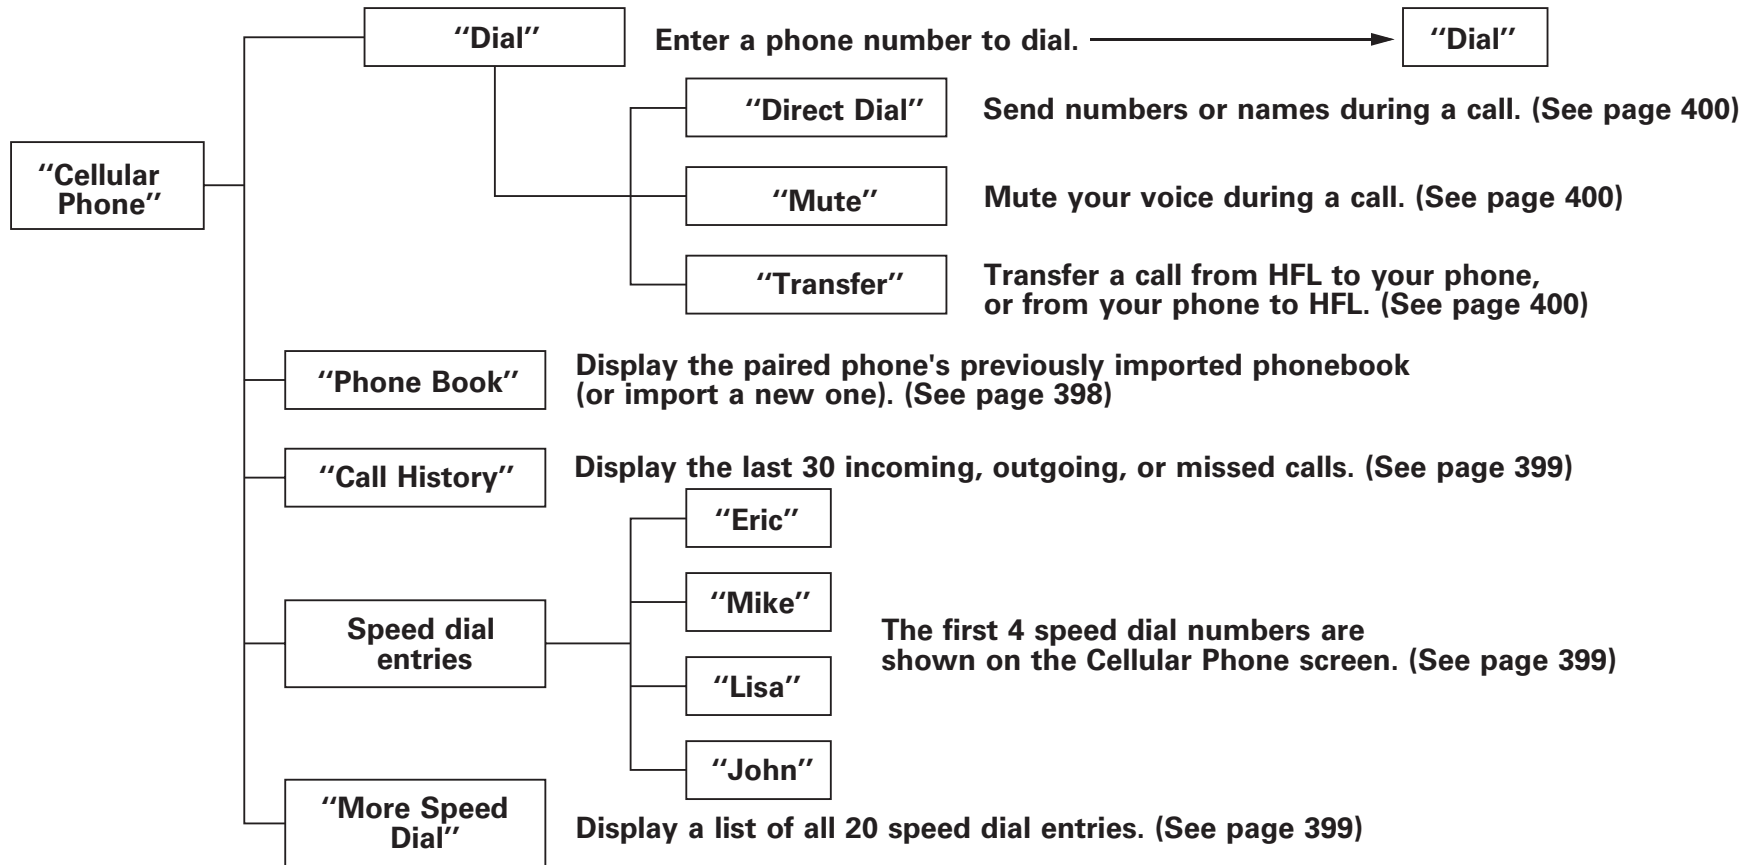 “Dial”
Enter a phone number to dial.
“Dial”
“Direct Dial”
Send numbers or names during a call. (See page 400)
“Cellular
Phone”
“Mute”
Mute your voice during a call. (See page 400)
“Transfer”
Transfer a call from HFL to your phone,
or from your phone to HFL. (See page 400)
“Phone Book”
Display the paired phone's previously imported phonebook
(or import a new one). (See page 398)
“Call History”
Display the last 30 incoming, outgoing, or missed calls. (See page 399)
“Eric”
“Mike”
Speed dial
entries
The first 4 speed dial numbers are
shown on the Cellular Phone screen. (See page 399)
“Lisa”
“John”
“More Speed
Dial”
Display a list of all 20 speed dial entries. (See page 399)